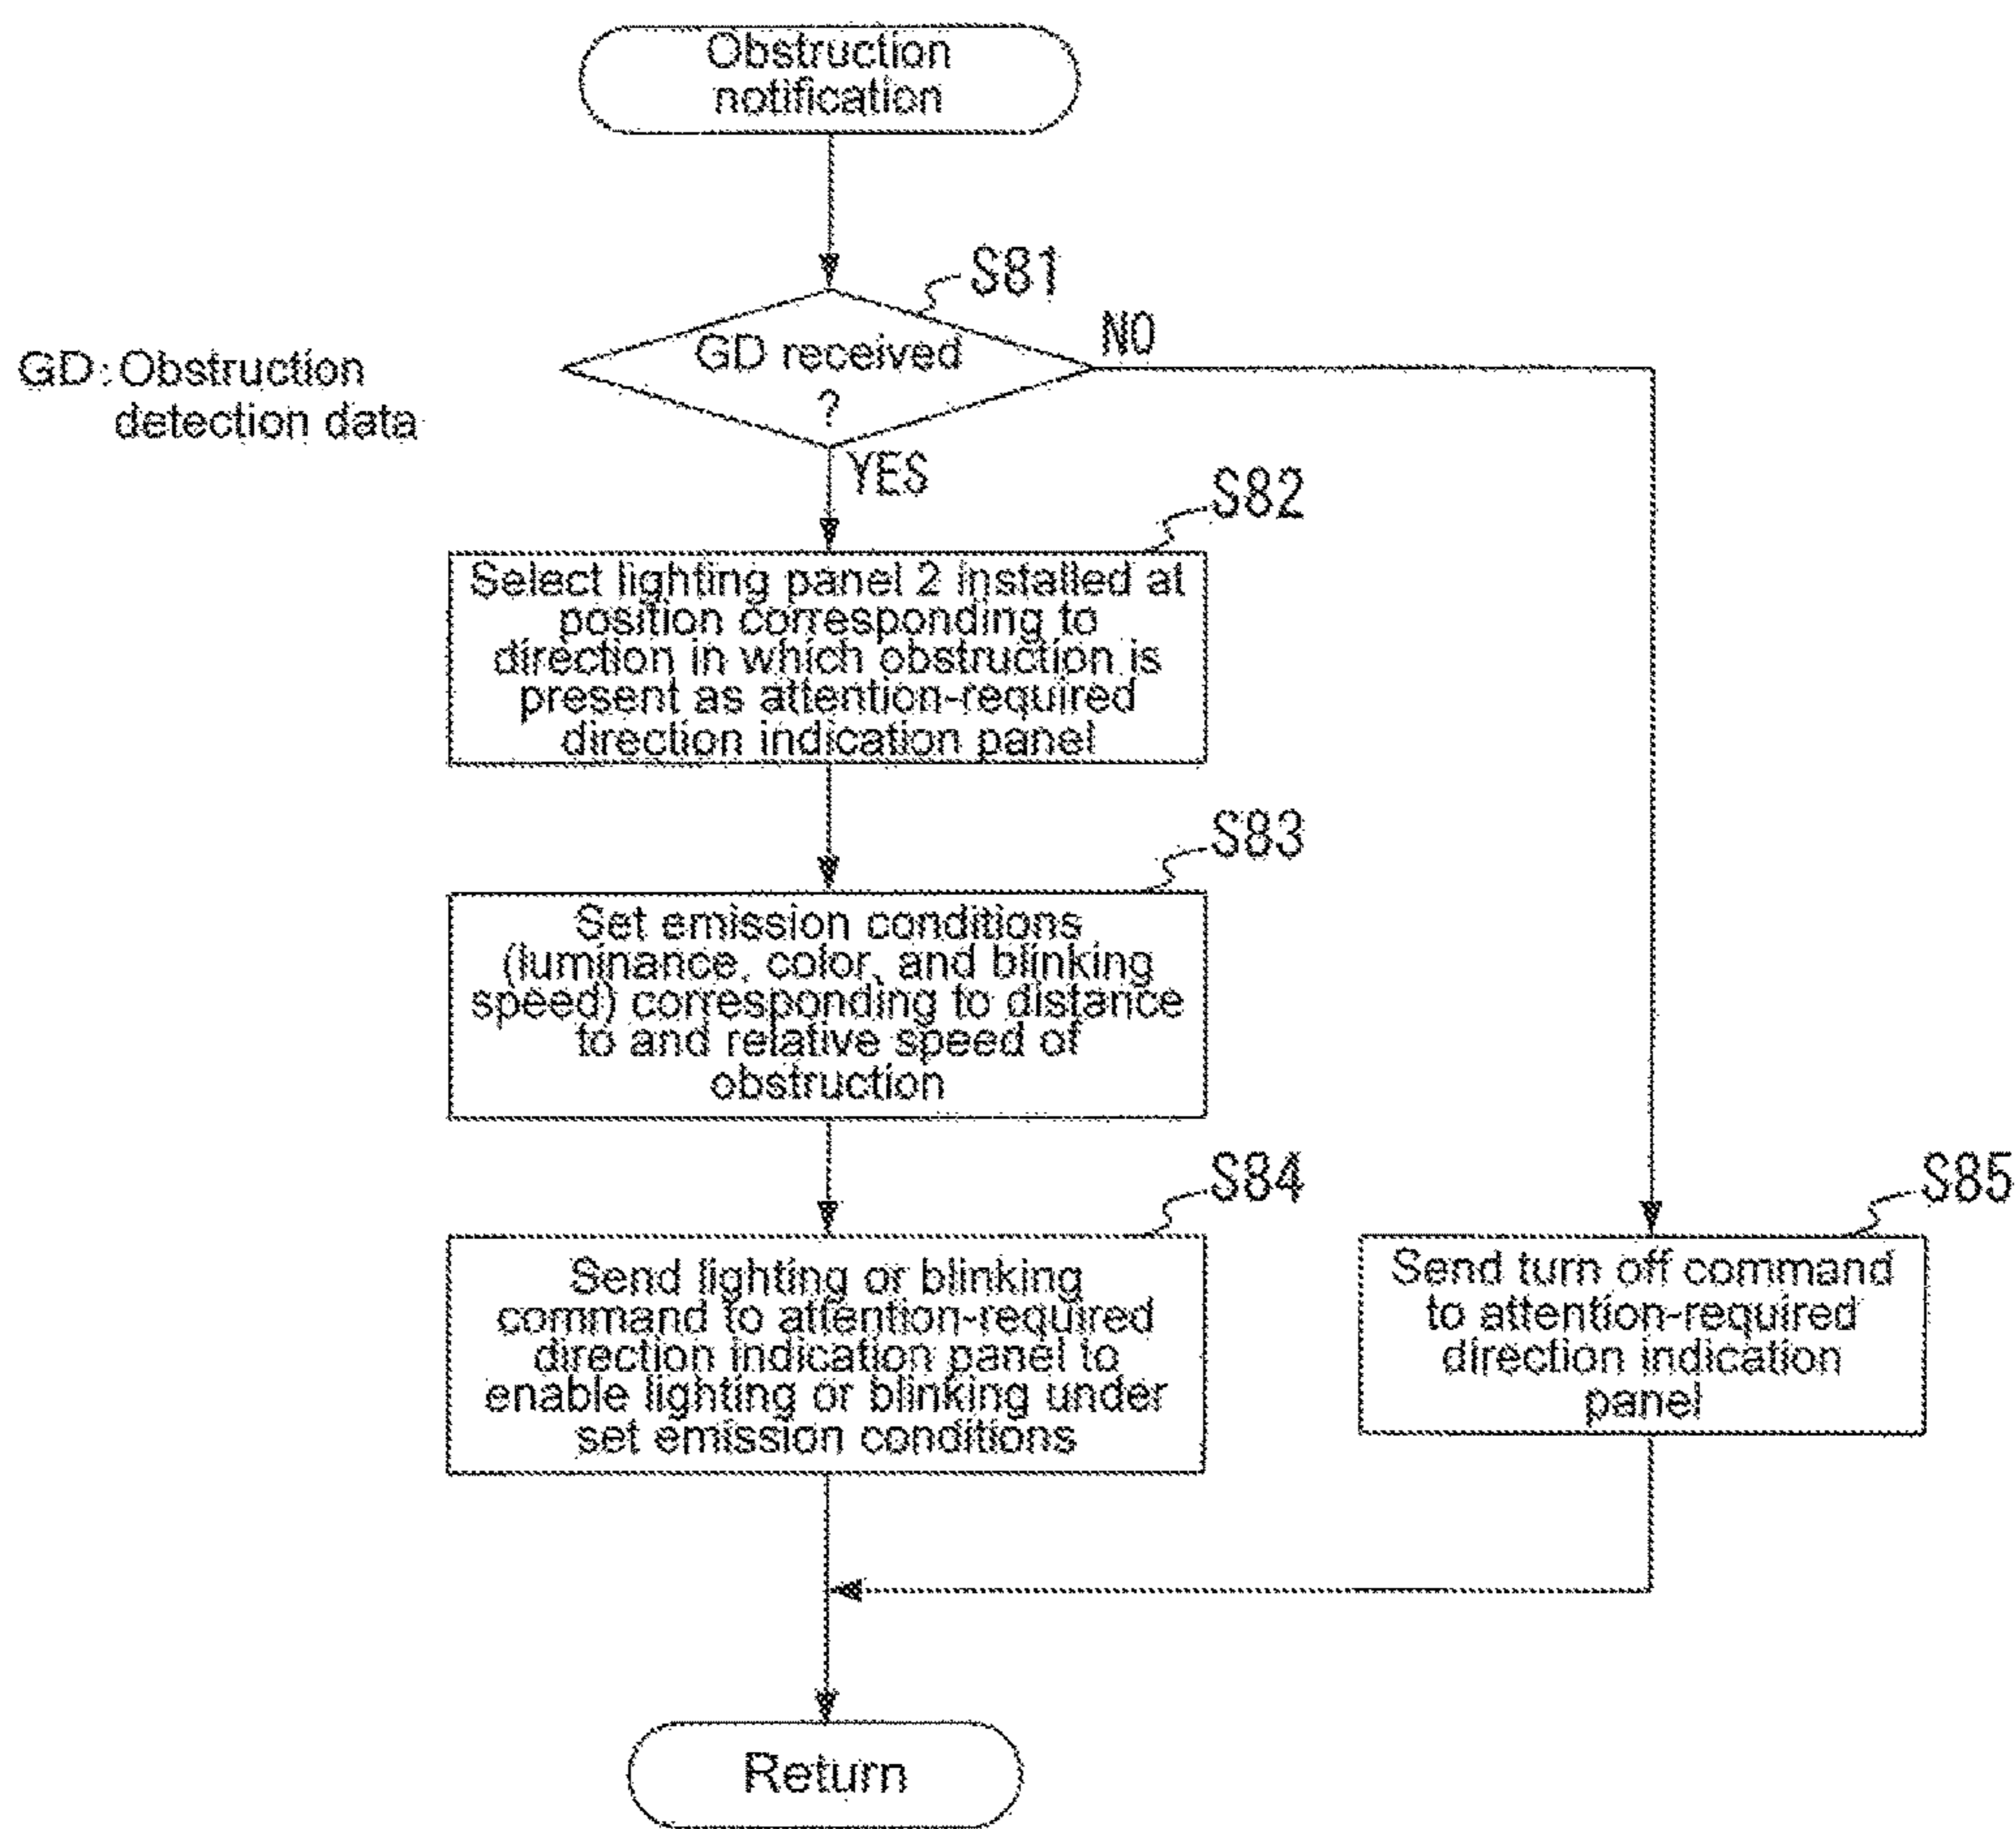 Obstruction
notification
S81
GD received
?
NO
GD: Obstruction
detection data
YES
S82
Select lighting panel 2 installed at
position corresponding to
direction in which obstruction is
present as attention-required
direction indication panel
S83
Set emission conditions
(luminance, color, and blinking
speed) corresponding to distance
to and relative speed of
obstruction
S84
Send lighting or blinking
command to attention-required
direction indication panel to
enable lighting or blinking under
set emission conditions
S85
Send turn off command
to attention-required
direction indication
panel
Return